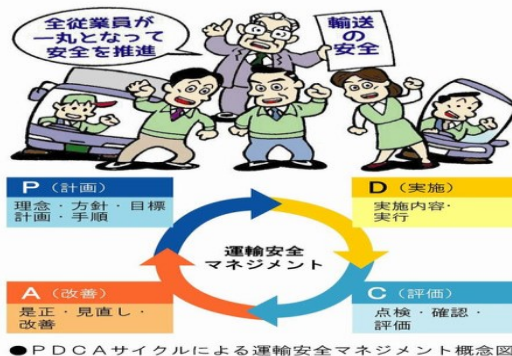 全従業員が
一丸となって
安全を推進
輸送
の
安全
P（計画）
理念・方針・目標
計画・手順
D（実施）
実施内容・
実行
運輸安全
マネジメント
A（改善）
是正・見直し・
改善
C（評価）
点検・確認・
評価
●PDCAサイクルによる運輸安全マネジメント概念図